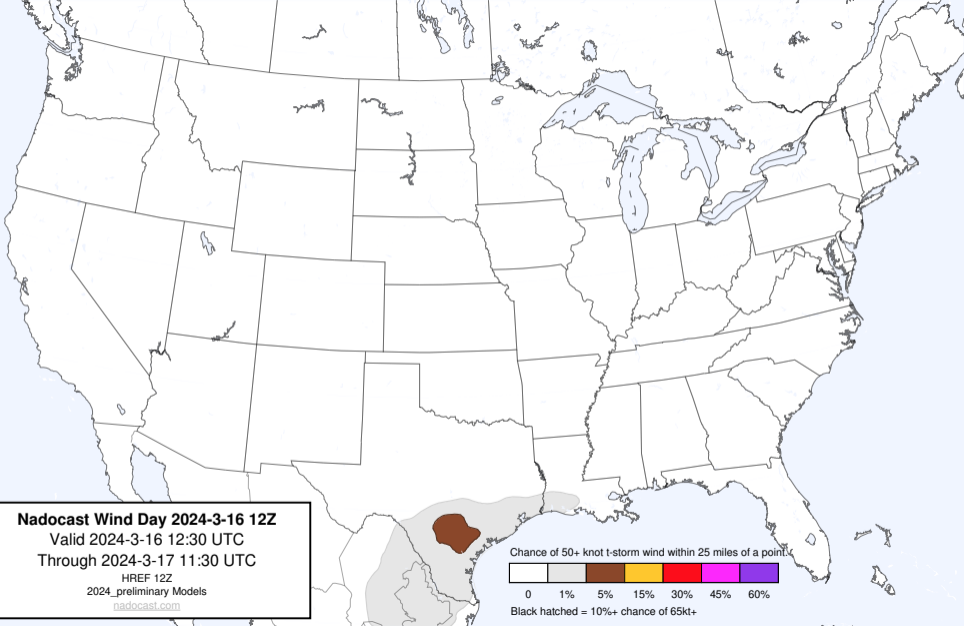 Nadocast Wind Day 2024-3-16 12Z
Valid 2024-3-16 12:30 UTC
Through 2024-3-17 11:30 UTC
HREF 12Z
2024_preliminary Models
nadocast.com
Chance of 50+ knot t-storm wind within 25 miles of a point.
0 1% 5% 15% 30% 45% 60%
Black hatched = 10%+ chance of 65kt+